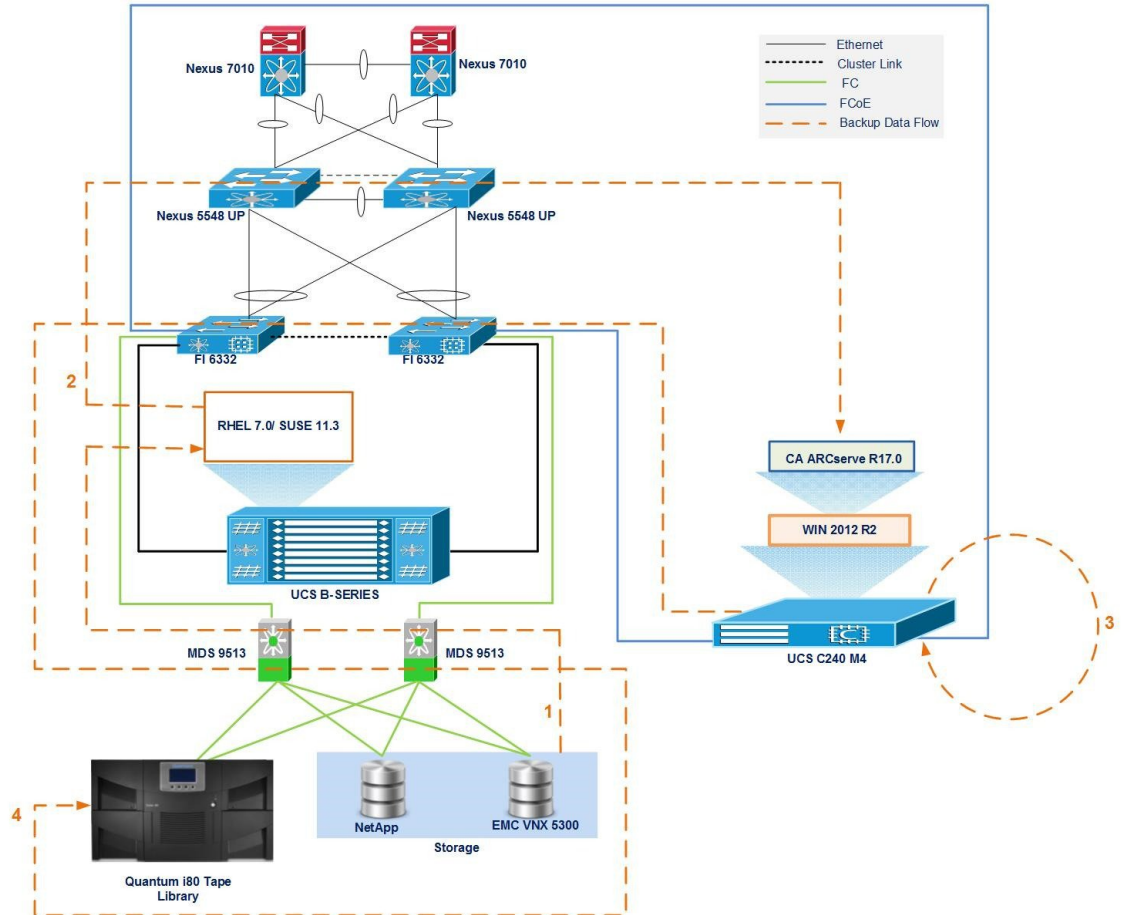 Nexus 7010
Nexus 7010
Ethernet
Cluster Link
FC
FCoE
Backup Data Flow
Nexus 5548 UP
Nexus 5548 UP
FI 6332
FI 6332
2
RHEL 7.0/ SUSE 11.3
CA ARCserve R17.0
WIN 2012 R2
UCS B-SERIES
3
UCS C240 M4
MDS 9513
MDS 9513
1
4
NetApp
EMC VNX 5300
Storage
Quantum i80 Tape
Library